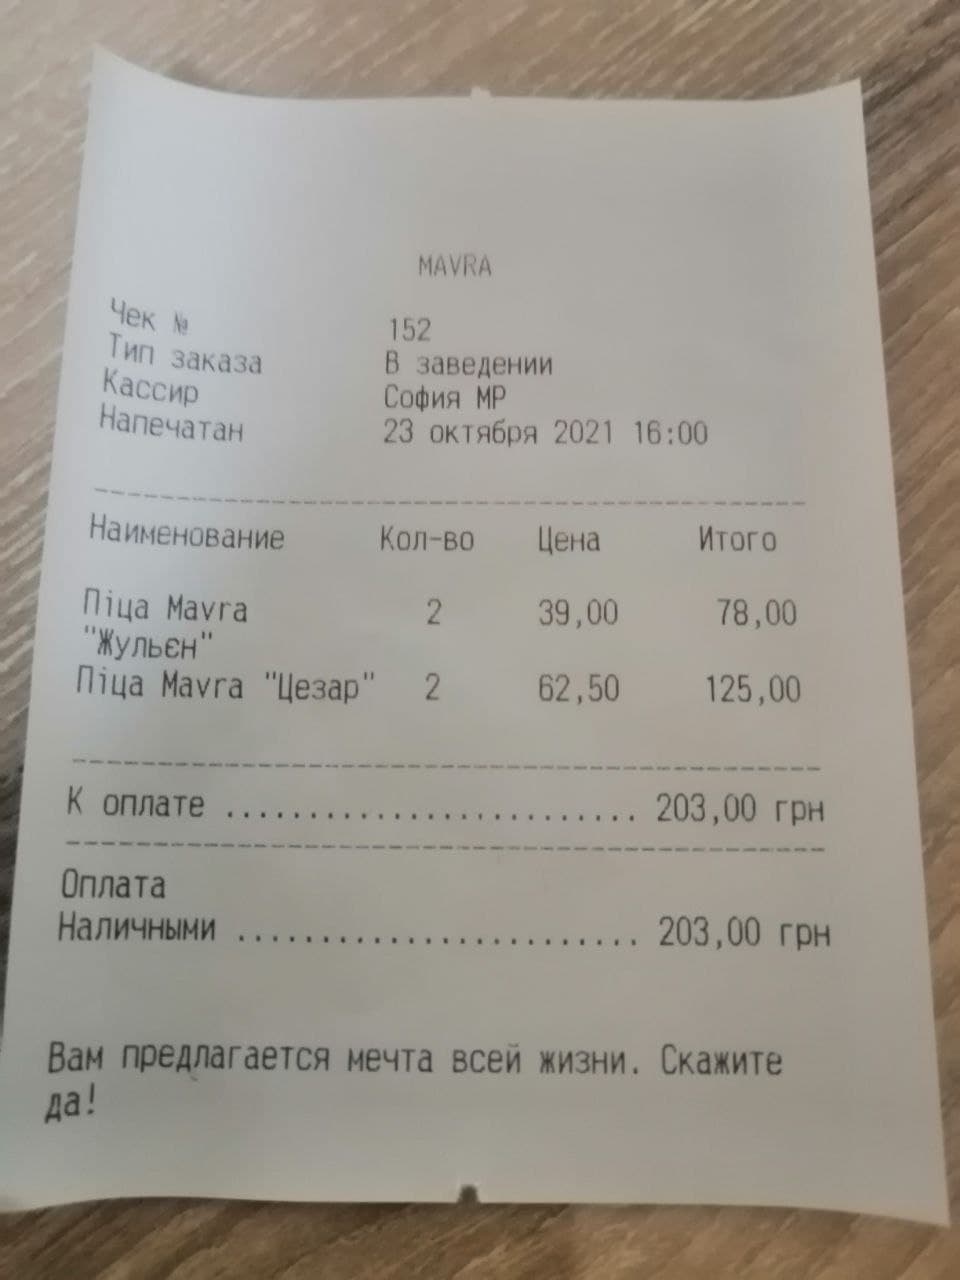 MAVRA
Чек № 152
Тип заказа В заведении
Кассир София МР
Напечатан 23 октября 2021 16:00
Наименование Кол-во Цена Итого
Піца Mavra 2 39,00 78,00
"Жульєн"
Піца Mavra "Цезар" 2 62,50 125,00
К оплате ......................... 203,00 грн
Оплата
Наличными ........................ 203,00 грн
Вам предлагается мечта всей жизни. Скажите
да!